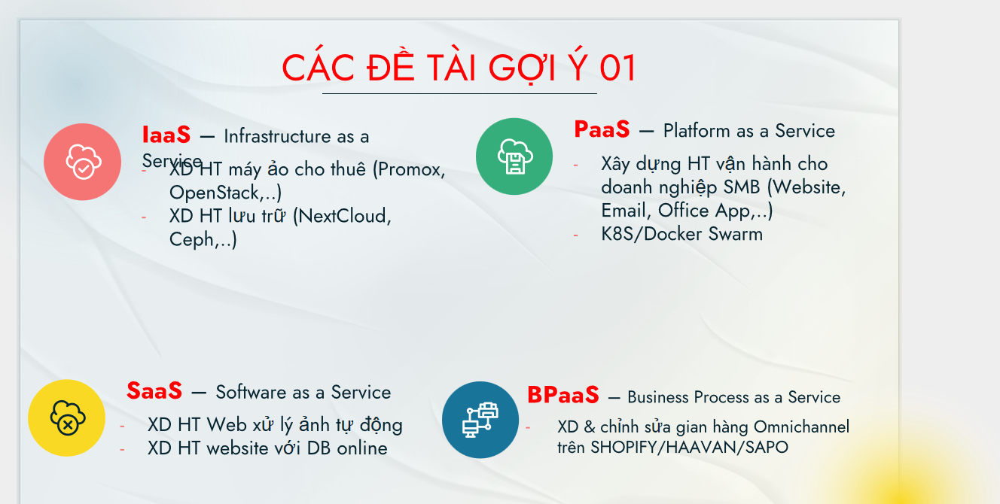 CÁC ĐỀ TÀI GỢI Ý 01
IaaS – Infrastructure as a
Service
- XD HT máy ảo cho thuê (Promox,
OpenStack,..)
- XD HT lưu trữ (NextCloud,
Ceph,..)
PaaS – Platform as a Service
- Xây dựng HT vận hành cho
doanh nghiệp SMB (Website,
Email, Office App,..)
- K8S/Docker Swarm
SaaS – Software as a Service
- XD HT Web xử lý ảnh tự động
- XD HT website với DB online
BPaaS – Business Process as a Service
- XD & chỉnh sửa gian hàng Omnichannel
trên SHOPIFY/HAAVAN/SAPO